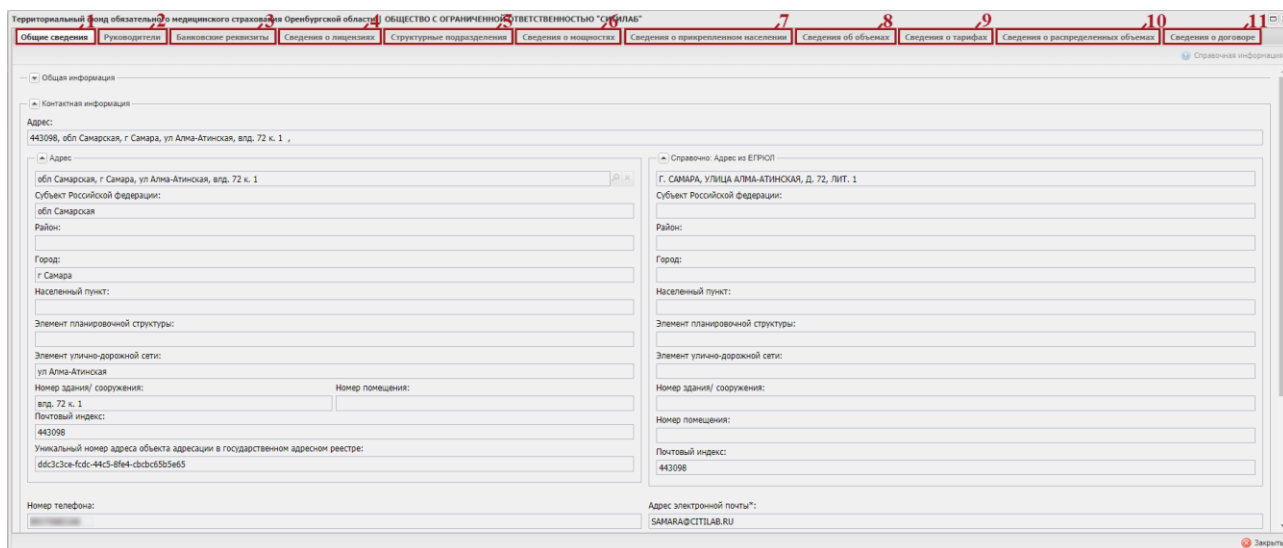 Территориальный фонд обязательного медицинского страхования Оренбургской области | ОБЩЕСТВО С ОГРАНИЧЕННОЙ ОТВЕТСТВЕННОСТЬЮ "СИТИЛАБ"
1 2 3 4 5 6 7 8 9 10 11
Общие сведения Руководители Банковские реквизиты Сведения о лицензиях Структурные подразделения Сведения о мощностях Сведения о прикрепленном населении Сведения об объемах Сведения о тарифах Сведения о распределенных объемах Сведения о договоре
Справочная информация
Общая информация
Контактная информация
Адрес:
443098, обл Самарская, г Самара, ул Алма-Атинская, влд. 72 к. 1 ,
Адрес
обл Самарская, г Самара, ул Алма-Атинская, влд. 72 к. 1
Субъект Российской федерации:
обл Самарская
Район:
Город:
г Самара
Населенный пункт:
Элемент планировочной структуры:
Элемент улично-дорожной сети:
ул Алма-Атинская
Номер здания/ сооружения: Номер помещения:
влд. 72 к. 1
Почтовый индекс:
443098
Уникальный номер адреса объекта адресации в государственном адресном реестре:
ddc3c3ce-fcdc-44c5-8fe4-cbcbc65b5e65
Справочно: Адрес из ЕГРЮЛ
Г. САМАРА, УЛИЦА АЛМА-АТИНСКАЯ, Д. 72, ЛИТ. 1
Субъект Российской федерации:
Район:
Город:
Населенный пункт:
Элемент планировочной структуры:
Элемент улично-дорожной сети:
Номер здания/ сооружения:
Номер помещения:
Почтовый индекс:
443098
Номер телефона:
Адрес электронной почты*:
SAMARA@CITILAB.RU
Закрыть